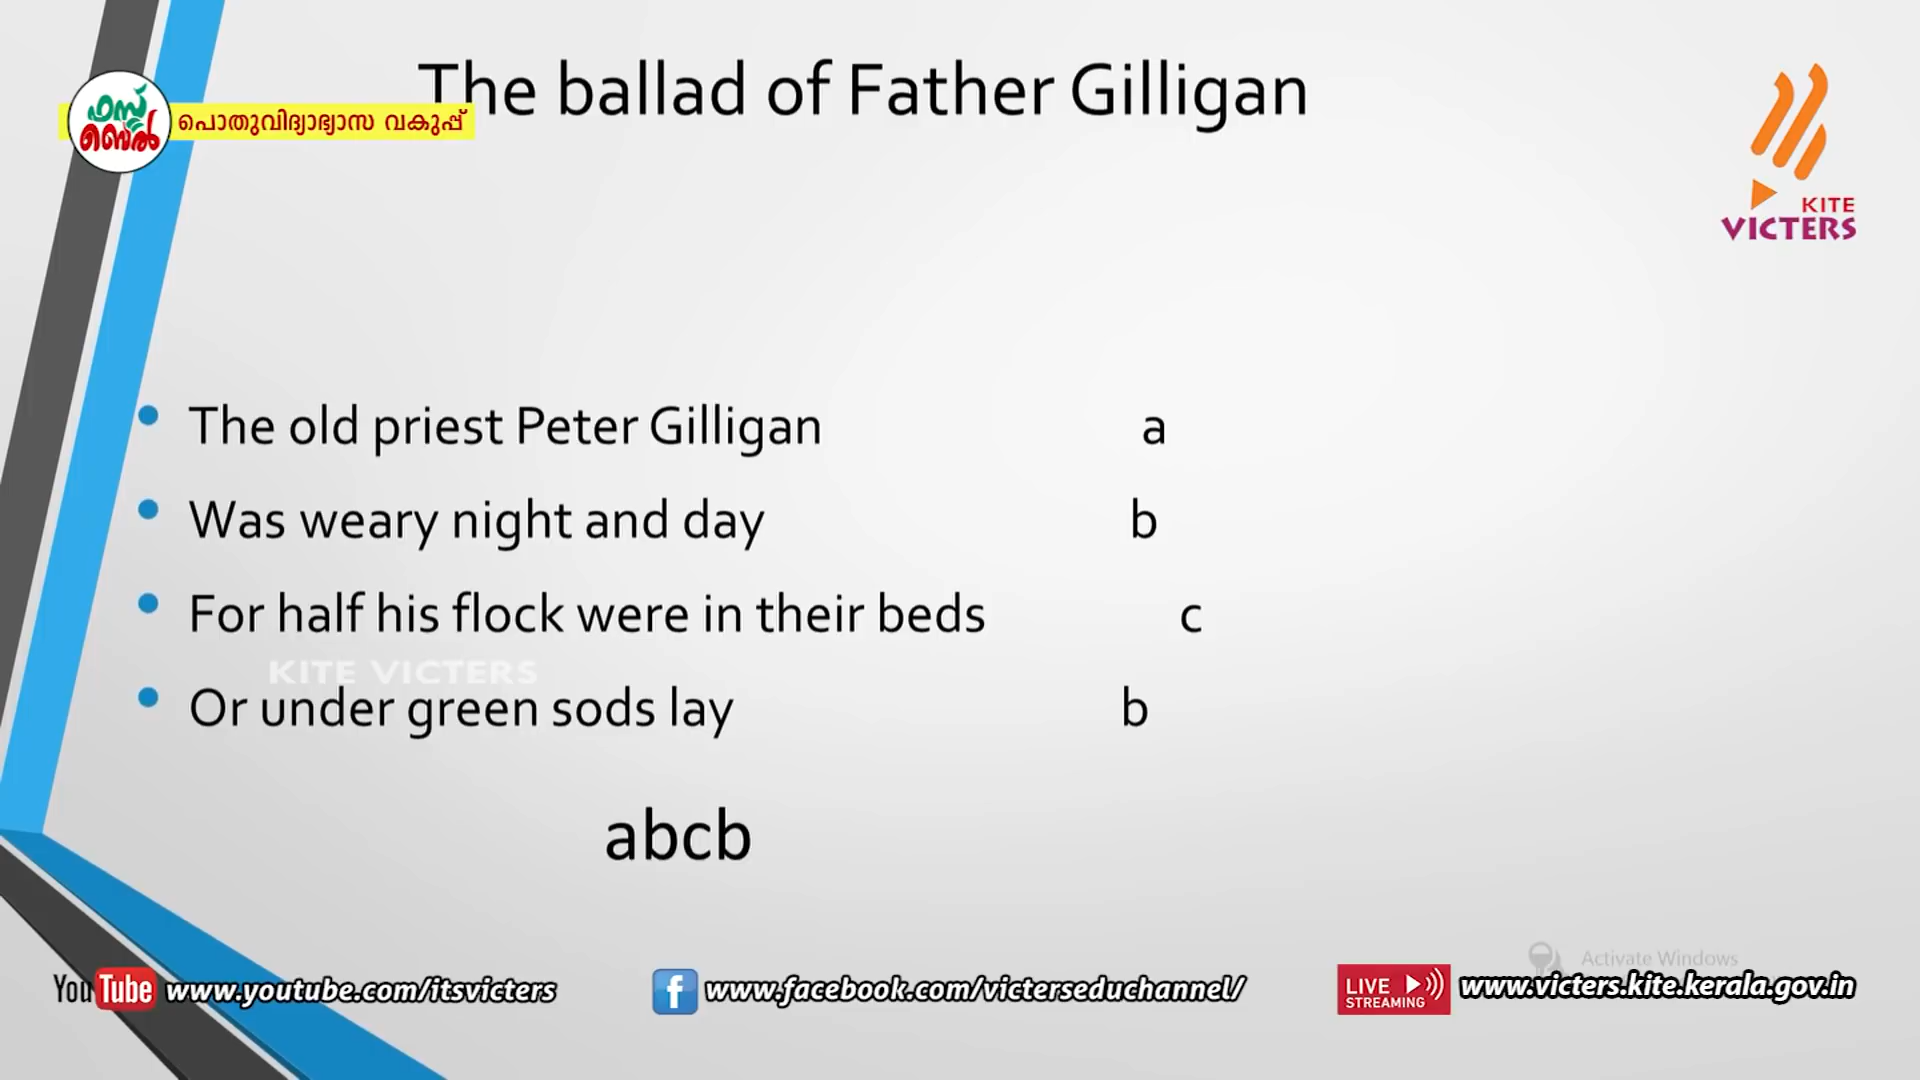 The ballad of Father Gilligan
ഫസ്റ്റ്
ബെൽ
പൊതുവിദ്യാഭ്യാസ വകുപ്പ്
KITE
VICTERS
The old priest Peter Gilligan a
Was weary night and day b
For half his flock were in their beds c
KITE VICTERS
Or under green sods lay b
abcb
Activate Windows
YouTube www.youtube.com/itsvicters
f www.facebook.com/victerseduchannel/
LIVE
STREAMING
www.victers.kite.kerala.gov.in